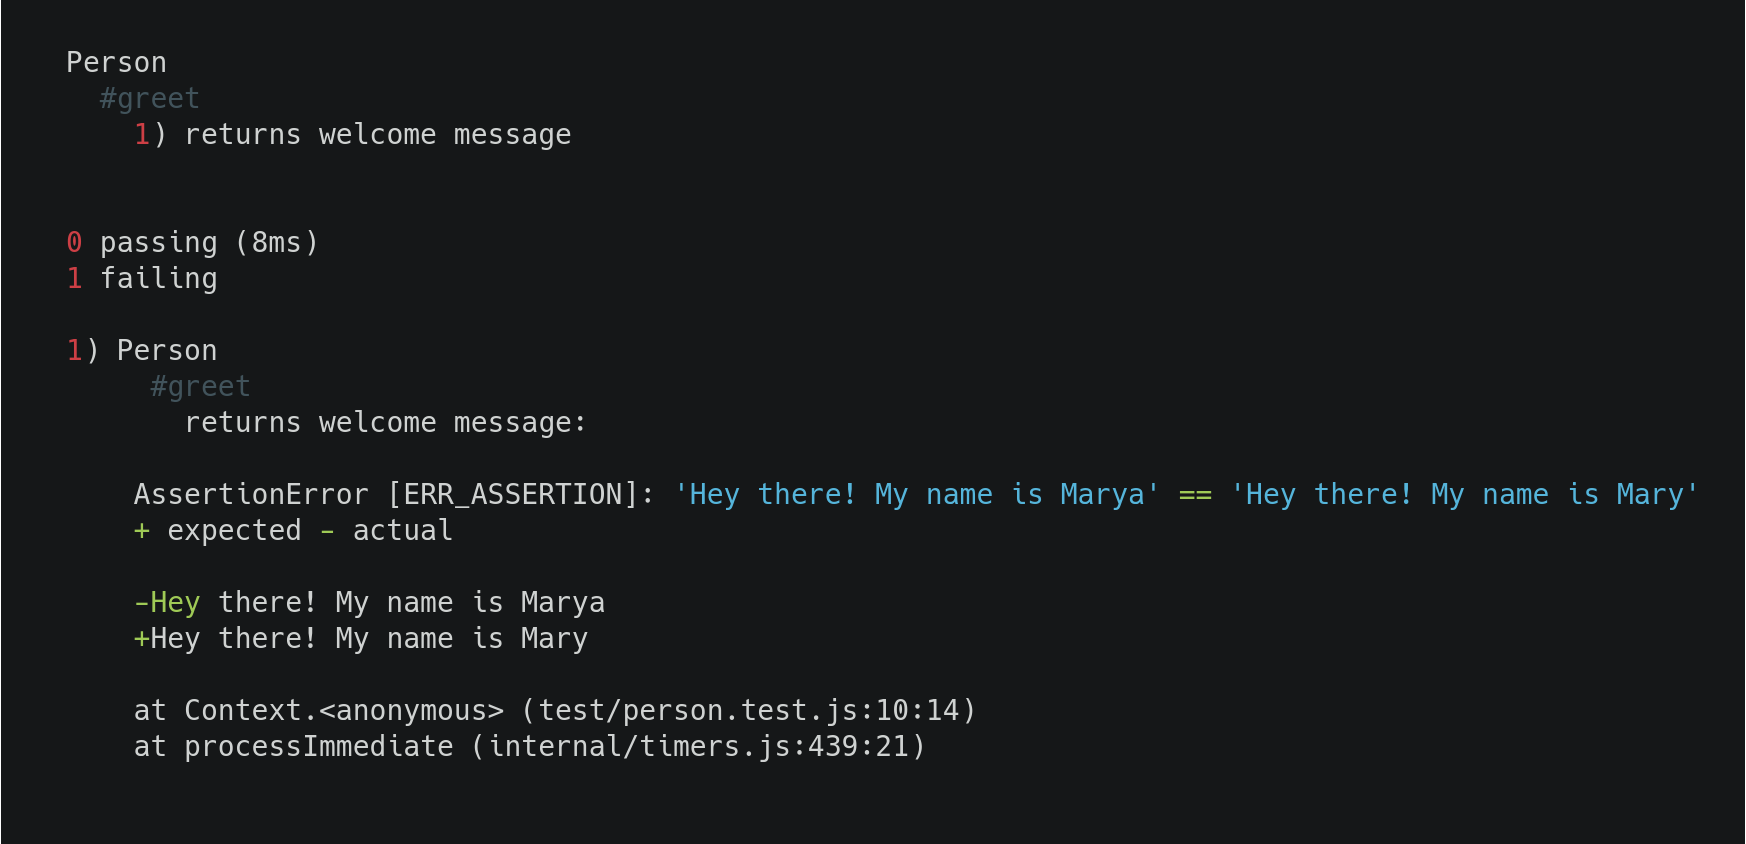 Person
#greet
1) returns welcome message
0 passing (8ms)
1 failing
1) Person
#greet
returns welcome message:
AssertionError [ERR_ASSERTION]: 'Hey there! My name is Marya' == 'Hey there! My name is Mary'
+ expected - actual
-Hey there! My name is Marya
+Hey there! My name is Mary
at Context.<anonymous> (test/person.test.js:10:14)
at processImmediate (internal/timers.js:439:21)